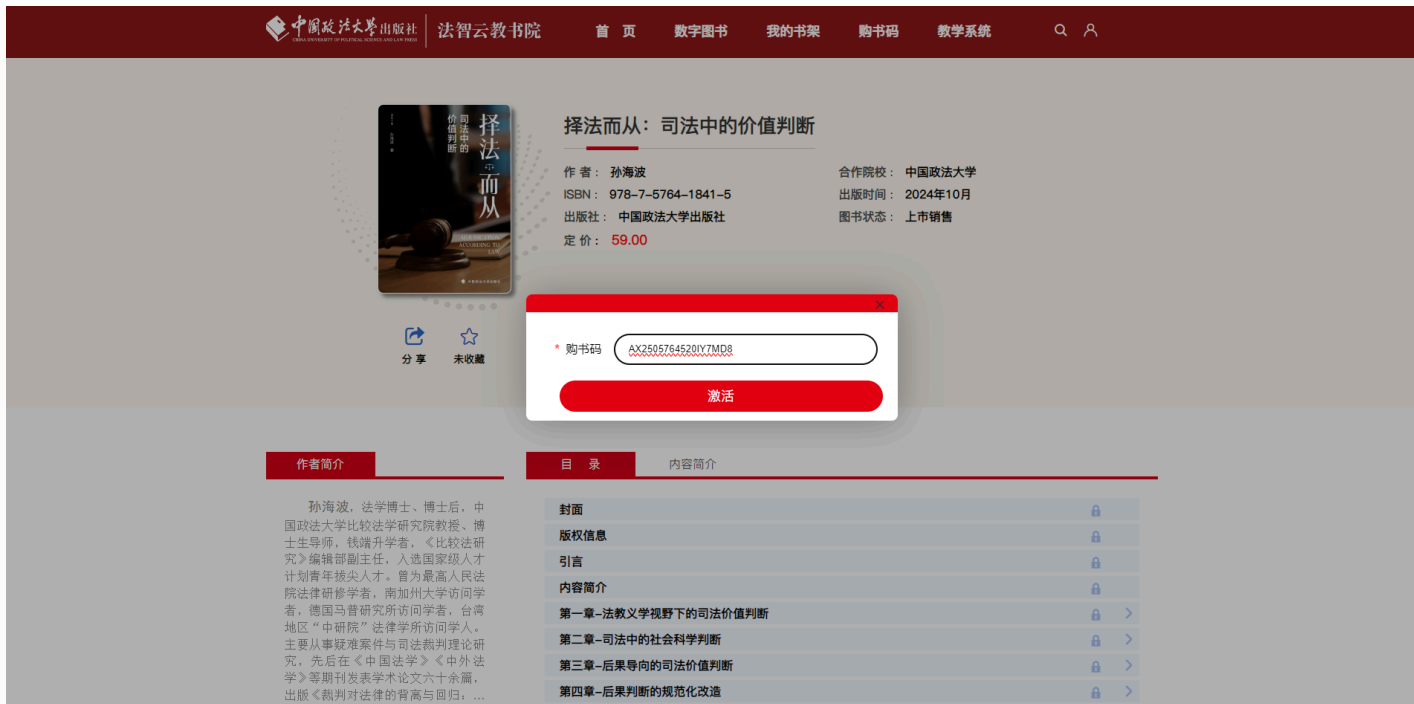 中国政法大学出版社
CHINA UNIVERSITY OF POLITICAL SCIENCE AND LAW PRESS
法智云教书院
首 页 数字图书 我的书架 购书码 教学系统
择法而从
司法中的
价值判断
ADJUDICATION
ACCORDING TO
LAW
择法而从：司法中的价值判断
作 者： 孙海波 合作院校： 中国政法大学
ISBN： 978-7-5764-1841-5 出版时间： 2024年10月
出版社： 中国政法大学出版社 图书状态： 上市销售
定 价： 59.00
* 购书码 AX2505764520IY7MD8
激活
分 享 未收藏
作者简介
孙海波，法学博士、博士后，中
国政法大学比较法学研究院教授、博
士生导师，钱端升学者，《比较法研
究》编辑部副主任，入选国家级人才
计划青年拔尖人才。曾为最高人民法
院法律研修学者，南加州大学访问学
者，德国马普研究所访问学者，台湾
地区“中研院”法律学所访问学人。
主要从事疑难案件与司法裁判理论研
究，先后在《中国法学》《中外法
学》等期刊发表学术论文六十余篇，
出版《裁判对法律的背离与回归：...
目 录 内容简介
封面
版权信息
引言
内容简介
第一章-法教义学视野下的司法价值判断
第二章-司法中的社会科学判断
第三章-后果导向的司法价值判断
第四章-后果判断的规范化改造